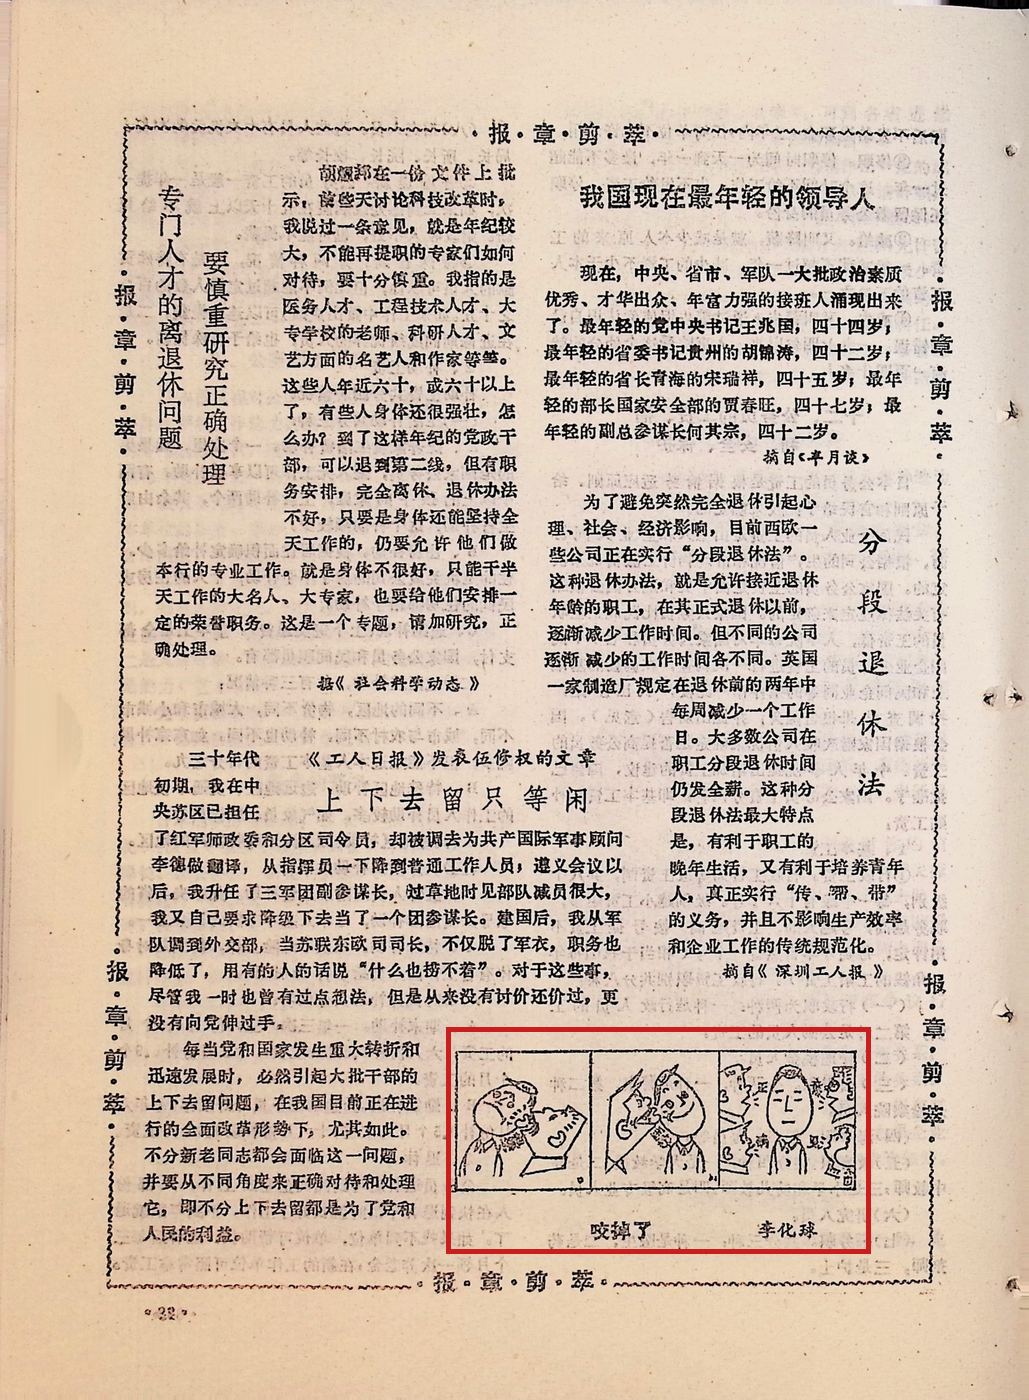 ·报·章·剪·萃·
专门人才的离退休问题
要慎重研究正确处理
胡耀邦在一份文件上批
示，前些天讨论科技改革时，
我说过一条意见，就是年纪较
大，不能再提职的专家们如何
对待，要十分慎重。我指的是
医务人才、工程技术人才、大
专学校的老师、科研人才、文
艺方面的名艺人和作家等等。
这些人年近六十，或六十以上
了，有些人身体还很强壮，怎
么办？到了这样年纪的党政干
部，可以退到第二线，但有职
务安排，完全离休、退休办法
不好，只要是身体还能坚持全
天工作的，仍要允许他们做
本行的专业工作。就是身体不很好，只能干半
天工作的大名人、大专家，也要给他们安排一
定的荣誉职务。这是一个专题，请加研究，正
确处理。
据《社会科学动态》
我国现在最年轻的领导人
现在，中央、省市、军队一大批政治素质
优秀、才华出众、年富力强的接班人涌现出来
了。最年轻的党中央书记王兆国，四十四岁；
最年轻的省委书记贵州的胡锦涛，四十二岁；
最年轻的省长青海的宋瑞祥，四十五岁；最年
轻的部长国家安全部的贾春旺，四十七岁；最
年轻的副总参谋长何其宗，四十二岁。
摘自《半月谈》
分段退休法
为了避免突然完全退休引起心
理、社会、经济影响，目前西欧一
些公司正在实行“分段退休法”。
这种退休办法，就是允许接近退休
年龄的职工，在其正式退休以前，
逐渐减少工作时间。但不同的公司
逐渐减少的工作时间各不同。英国
一家制造厂规定在退休前的两年中
每周减少一个工作
日。大多数公司在
职工分段退休时间
仍发全薪。这种分
段退休法最大特点
是，有利于职工的
晚年生活，又有利于培养青年
人，真正实行“传、帮、带”
的义务，并且不影响生产效率
和企业工作的传统规范化。
摘自《深圳工人报》
《工人日报》发表伍修权的文章
上下去留只等闲
三十年代
初期，我在中
央苏区已担任
了红军师政委和分区司令员，却被调去为共产国际军事顾问
李德做翻译，从指挥员一下降到普通工作人员；遵义会议以
后，我升任了三军团副参谋长，过草地时见部队减员很大，
我又自己要求降级下去当了一个团参谋长。建国后，我从军
队调到外交部，当苏联东欧司司长，不仅脱了军衣，职务也
降低了，用有的人的话说“什么也捞不着”。对于这些事，
尽管我一时也曾有过点想法，但是从来没有讨价还价过，更
没有向党伸过手。
每当党和国家发生重大转折和
迅速发展时，必然引起大批干部的
上下去留问题，在我国目前正在进
行的全面改革形势下，尤其如此。
不分新老同志都会面临这一问题，
并要从不同角度来正确对待和处理
它，即不分上下去留都是为了党和
人民的利益。
咬掉了 李化球
·报·章·剪·萃·
·报·章·剪·萃·
·报·章·剪·萃·
·报·章·剪·萃·
·报·章·剪·萃·